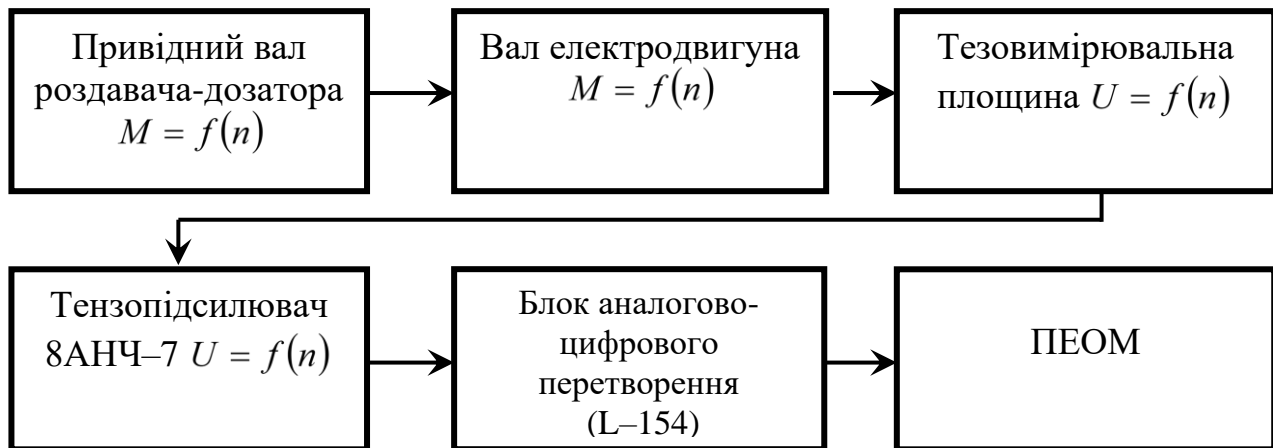 Привідний вал
роздавача-дозатора
M = f(n)
Вал електродвигуна
M = f(n)
Тезовимірювальна
площина U = f(n)
Тензопідсилювач
8АНЧ–7 U = f(n)
Блок аналогово-
цифрового
перетворення
(L–154)
ПЕОМ